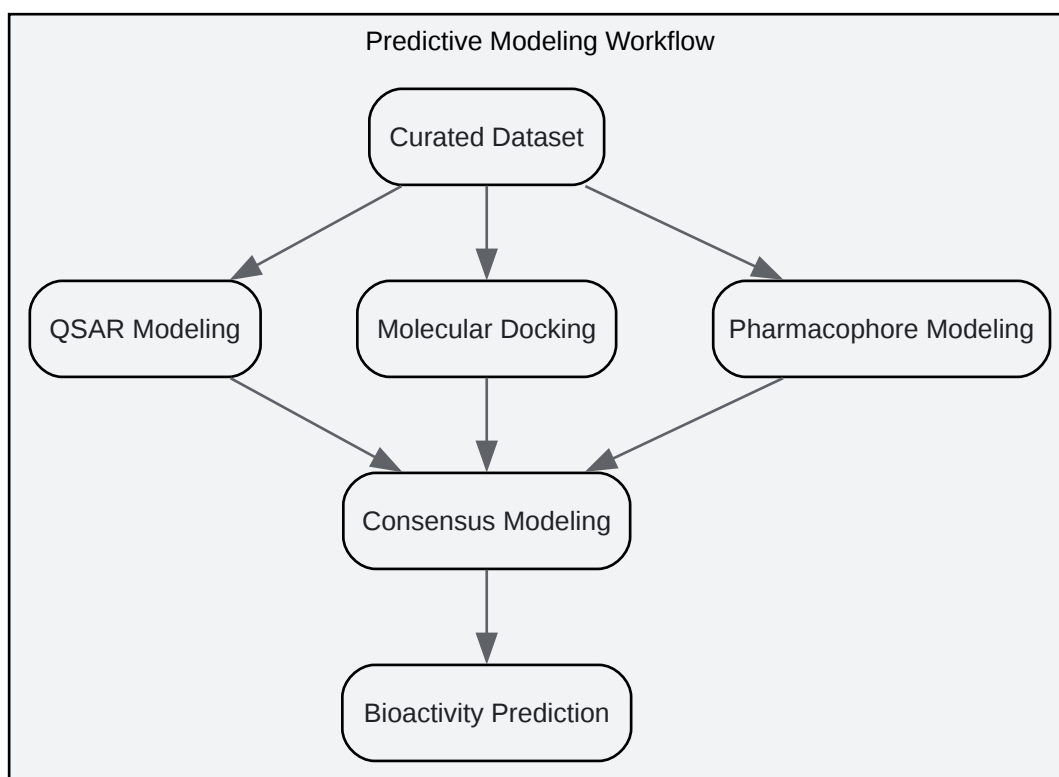 Predictive Modeling Workflow
Curated Dataset
QSAR Modeling
Molecular Docking
Pharmacophore Modeling
Consensus Modeling
Bioactivity Prediction